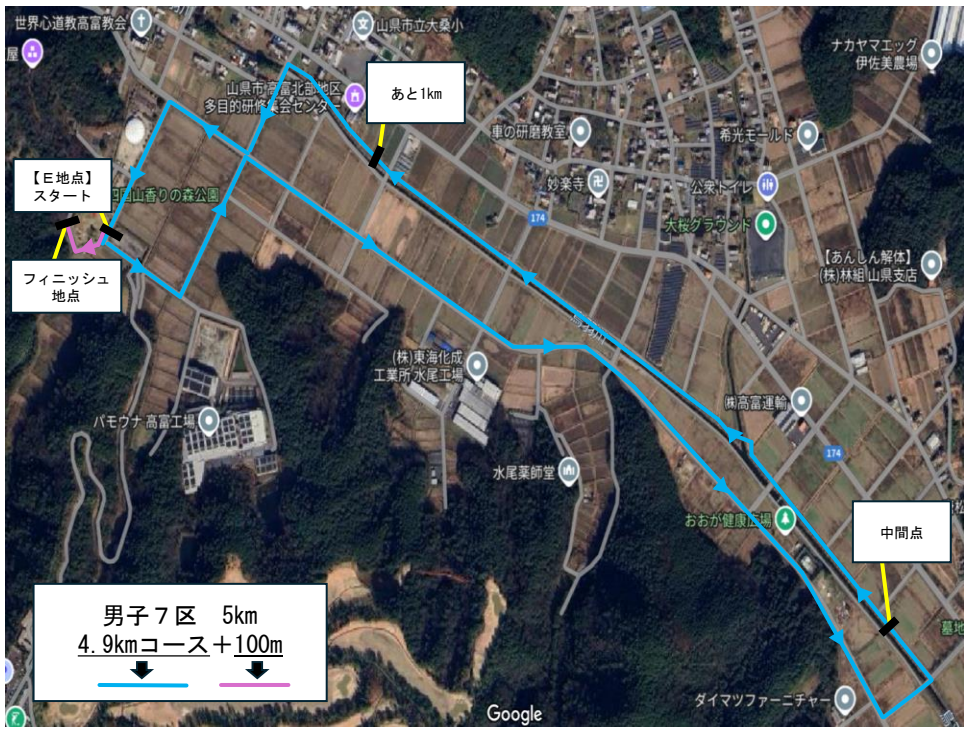 世界心道教高富教会
屋
山県市立大桑小
山県市 高富北部地区
多目的研修集会センター
あと1km
ナカヤマエッグ
伊佐美農場
車の研磨教室
希光モールド
【E地点】
スタート
四国山香りの森公園
妙楽寺
公衆トイレ
174
大桜グラウンド
【あんしん解体】
(株)林組 山県支店
フィニッシュ
地点
(株)東海化成
工業所 水尾工場
パモウナ 高富工場
(株)高富運輸
174
水尾薬師堂
おおが健康広場
中間点
男子7区 5km
4.9kmコース+100m
墓地
ダイマツファーニチャー
Google